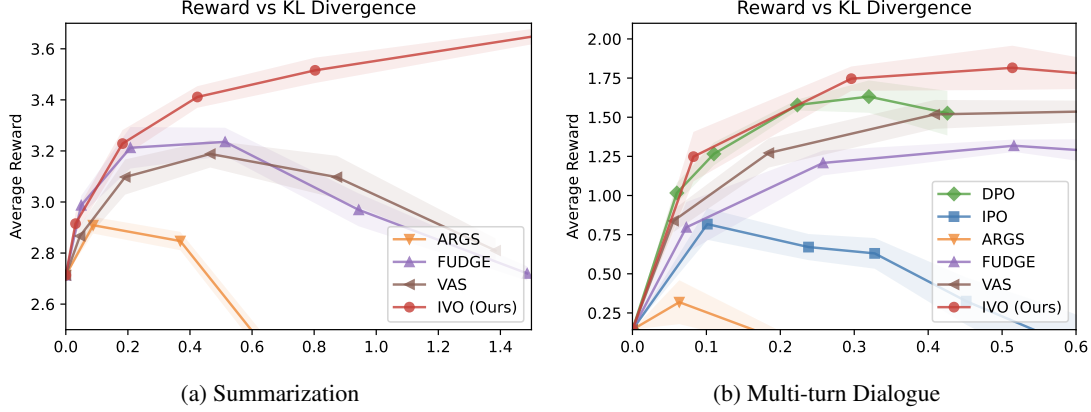 Reward vs KL Divergence
Average Reward
3.6
3.4
3.2
3.0
2.8
2.6
0.0 0.2 0.4 0.6 0.8 1.0 1.2 1.4
ARGS
FUDGE
VAS
IVO (Ours)
(a) Summarization
Reward vs KL Divergence
Average Reward
2.00
1.75
1.50
1.25
1.00
0.75
0.50
0.25
0.0 0.1 0.2 0.3 0.4 0.5 0.6
DPO
IPO
ARGS
FUDGE
VAS
IVO (Ours)
(b) Multi-turn Dialogue